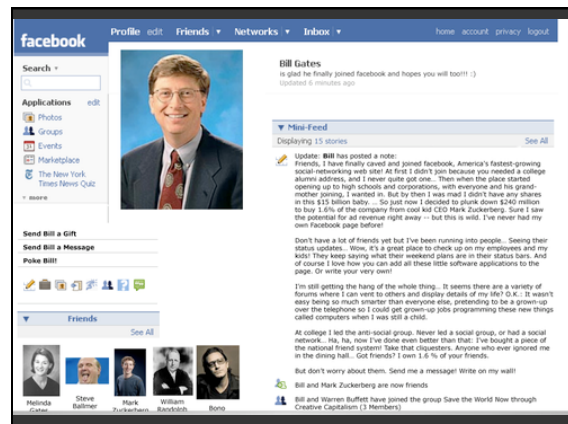 facebook
Profile edit Friends ▾ Networks ▾ Inbox ▾
home account privacy logout
Search ▾
Applications edit
Photos
Groups
Events
Marketplace
The New York
Times News Quiz
▾ more
Send Bill a Gift
Send Bill a Message
Poke Bill!
▼ Friends
See All
Melinda
Gates
Steve
Ballmer
Mark
Zuckerberg
William
Randolph
Bono
Bill Gates
is glad he finally joined facebook and hopes you will too!!! :)
Updated 6 minutes ago
▼ Mini-Feed
Displaying 15 stories See All
Update: Bill has posted a note:
Friends, I have finally caved and joined facebook, America's fastest-growing
social-networking web site! At first I didn't join because you needed a college
alumni address, and I never quite got one... Then when the place started
opening up to high schools and corporations, with everyone and his grand-
mother joining, I wanted in. But by then I was mad I didn't have any shares
in this $15 billion baby. ... So just now I decided to plunk down $240 million
to buy 1.6% of the company from cool kid CEO Mark Zuckerberg. Sure I saw
the potential for ad revenue right away -- but this is wild. I've never had my
own Facebook page before!
Don't have a lot of friends yet but I've been running into people... Seeing their
status updates... Wow, it's a great place to check up on my employees and my
kids! They keep saying what their weekend plans are in their status bars. And
of course I love how you can add all these little software applications to the
page. Or write your very own!
I'm still getting the hang of the whole thing... It seems there are a variety of
forums where I can vent to others and display details of my life? O.K.: It wasn't
easy being so much smarter than everyone else, pretending to be a grown-up
over the telephone so I could get grown-up jobs programming these new things
called computers when I was still a child.
At college I led the anti-social group. Never led a social group, or had a social
network... Ha, ha, now I've done even better than that: I've bought a piece of
the national friend system! Take that cliquesters. Anyone who ever ignored me
in the dining hall... Got friends? I own 1.6 % of your friends.
But don't worry about them. Send me a message! Write on my wall!
Bill and Mark Zuckerberg are now friends
Bill and Warren Buffett have joined the group Save the World Now through
Creative Capitalism (3 Members)